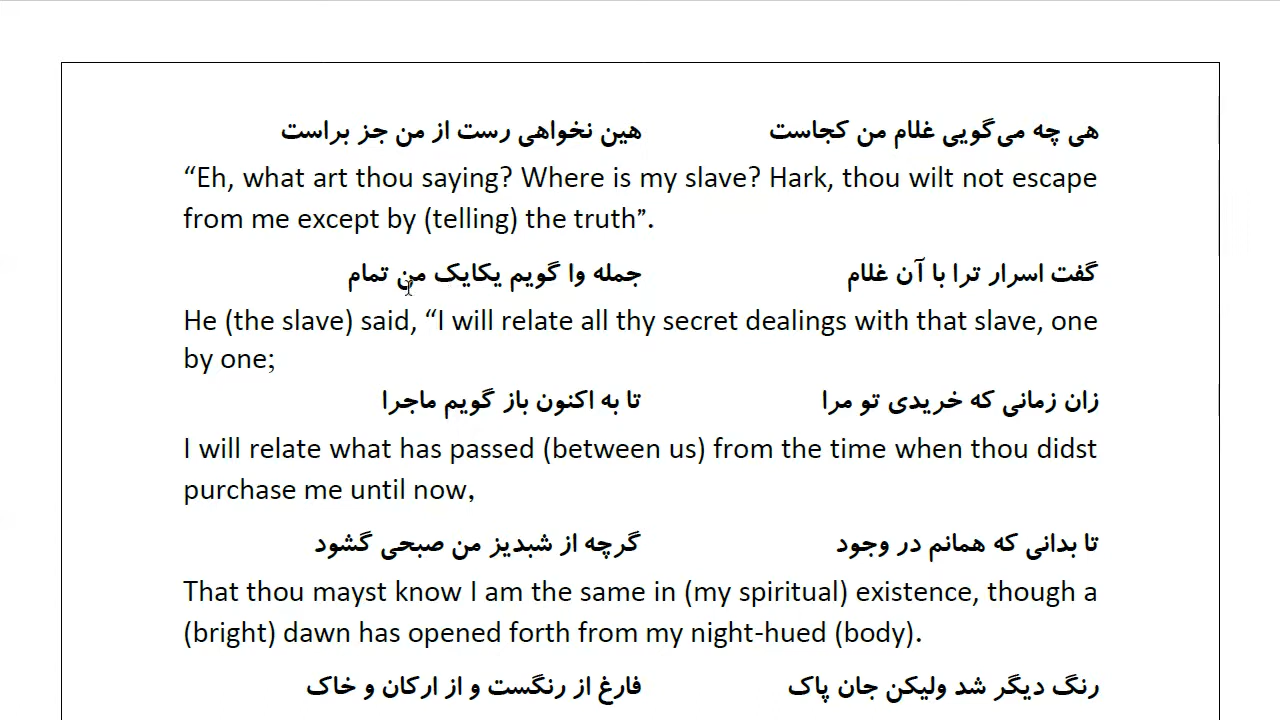 هی چه می‌گویی غلام من کجاست هین نخواهی رست از من جز براست
“Eh, what art thou saying? Where is my slave? Hark, thou wilt not escape
from me except by (telling) the truth”.
گفت اسرار ترا با آن غلام جمله وا گویم یکایک من تمام
He (the slave) said, “I will relate all thy secret dealings with that slave, one
by one;
زان زمانی که خریدی تو مرا تا به اکنون باز گویم ماجرا
I will relate what has passed (between us) from the time when thou didst
purchase me until now,
تا بدانی که همانم در وجود گرچه از شبدیز من صبحی گشود
That thou mayst know I am the same in (my spiritual) existence, though a
(bright) dawn has opened forth from my night-hued (body).
رنگ دیگر شد ولیکن جان پاک فارغ از رنگست و از ارکان و خاک